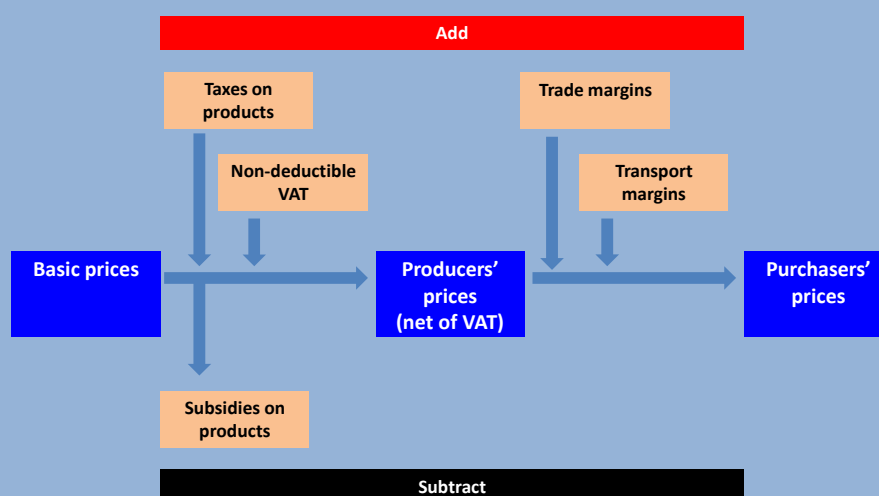 Add
Taxes on
products
Trade margins
Non-deductible
VAT
Transport
margins
Basic prices
Producers’
prices
(net of VAT)
Purchasers’
prices
Subsidies on
products
Subtract